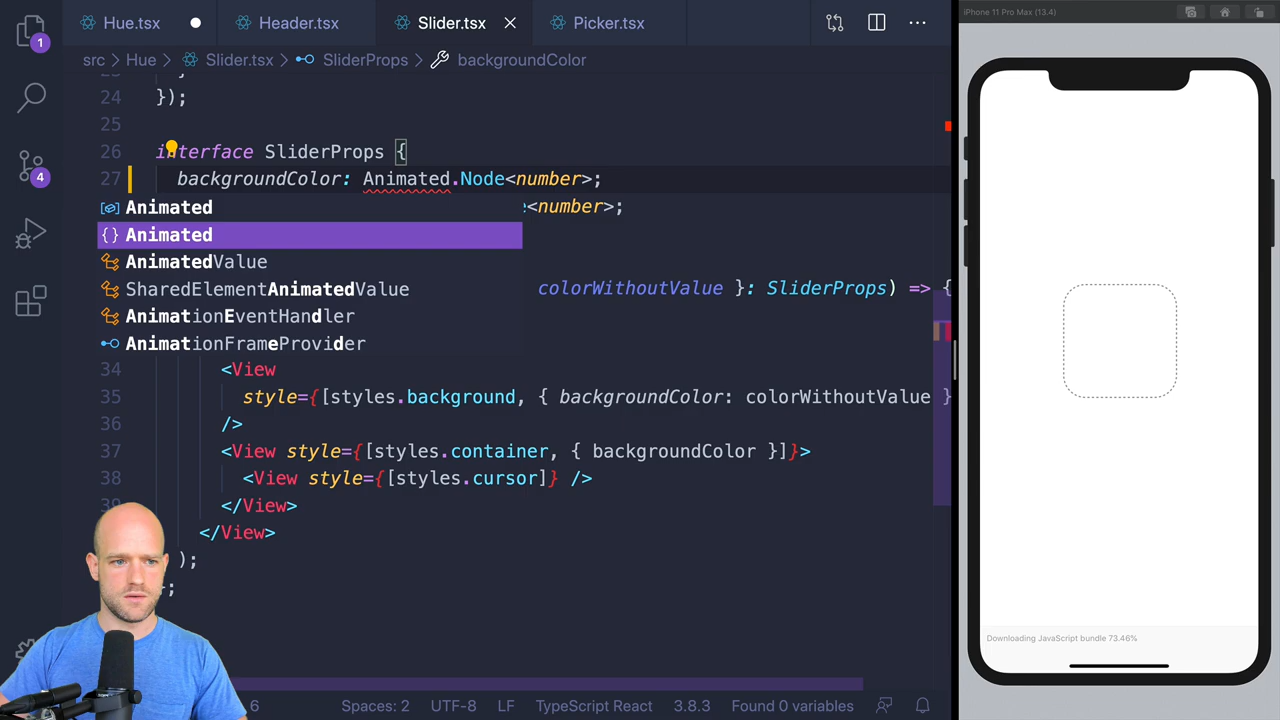 Hue.tsx
Header.tsx
Slider.tsx
Picker.tsx
iPhone 11 Pro Max (13.4)
1
src > Hue > Slider.tsx > SliderProps > backgroundColor
24 });
25
26 interface SliderProps {
27 backgroundColor: Animated.Node<number>;
Animated
<number>;
{} Animated
AnimatedValue
SharedElementAnimatedValue
colorWithoutValue }: SliderProps) => {
AnimationEventHandler
AnimationFrameProvider
34 <View
35 style={[styles.background, { backgroundColor: colorWithoutValue }
36 />
37 <View style={[styles.container, { backgroundColor }]}>
38 <View style={[styles.cursor]} />
</View>
</View>
);
};
4
Downloading JavaScript bundle 73.46%
6 Spaces: 2 UTF-8 LF TypeScript React 3.8.3 Found 0 variables